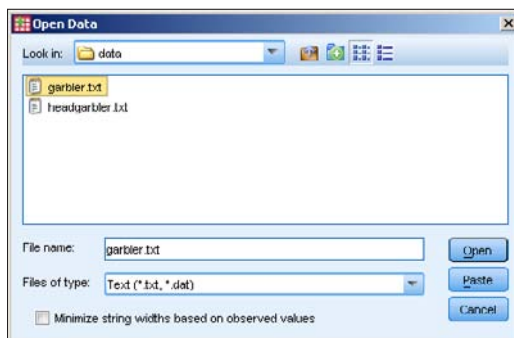 Open Data
Look in: data
garbler.txt
headgarbler.txt
File name: garbler.txt
Open
Files of type: Text (*.txt, *.dat)
Paste
Minimize string widths based on observed values
Cancel